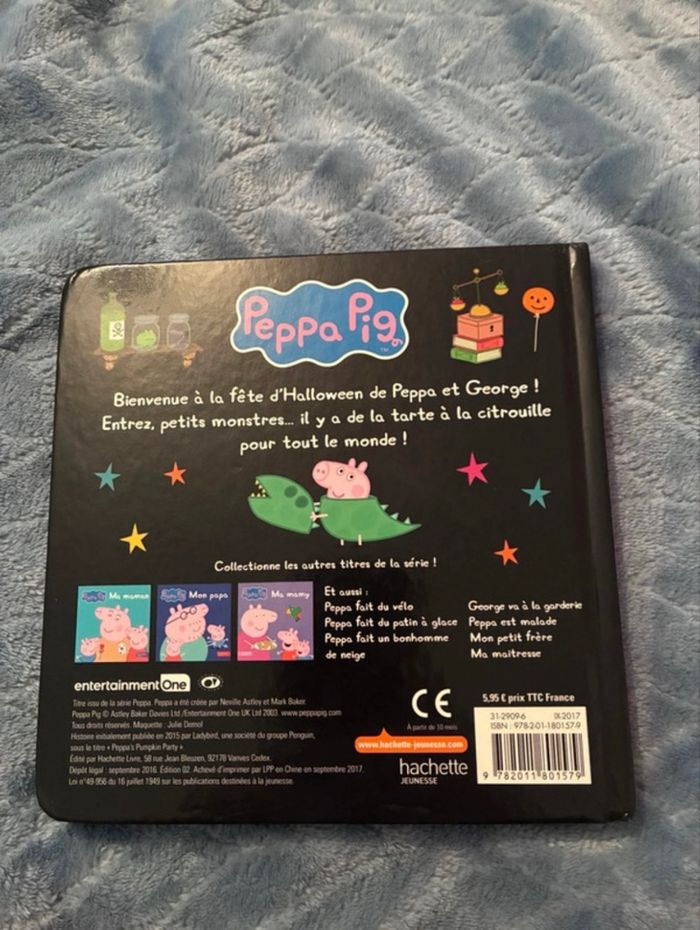 Peppa Pig
TM
Bienvenue à la fête d'Halloween de Peppa et George !
Entrez, petits monstres... il y a de la tarte à la citrouille
pour tout le monde !
Collectionne les autres titres de la série !
Peppa Pig Ma maman
Peppa Pig Mon papa
Peppa Pig Ma mamy
Et aussi :
Peppa fait du vélo
Peppa fait du patin à glace
Peppa fait un bonhomme
de neige
George va à la garderie
Peppa est malade
Mon petit frère
Ma maîtresse
entertainment One
Titre issu de la série Peppa. Peppa a été créée par Neville Astley et Mark Baker.
Peppa Pig © Astley Baker Davies Ltd /Entertainment One UK Ltd 2003 www.peppapig.com
Tous droits réservés. Maquette : Julie Demol
Histoire initialement publiée en 2015 par Ladybird, une société du groupe Penguin,
sous le titre « Peppa's Pumpkin Party ».
Édité par Hachette Livre, 58 rue Jean Bleuzen, 92178 Vanves Cedex.
Dépôt légal : septembre 2016. Édition 02. Achevé d'imprimer par LPP en Chine en septembre 2017.
Loi n°49-956 du 16 juillet 1949 sur les publications destinées à la jeunesse.
CE
À partir de 10 mois
www.hachette-jeunesse.com
hachette
JEUNESSE
5,95 € prix TTC France
31-2909-6 IX-2017
ISBN : 978-2-01-180157-9
9 782011 801579